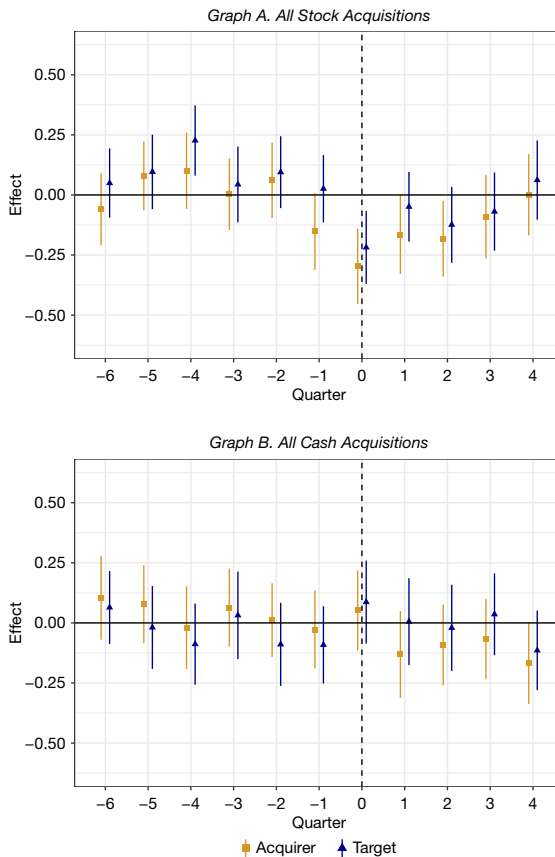 Graph A. All Stock Acquisitions
Effect
0.50
0.25
0.00
−0.25
−0.50
−6 −5 −4 −3 −2 −1 0 1 2 3 4
Quarter
Graph B. All Cash Acquisitions
Effect
0.50
0.25
0.00
−0.25
−0.50
−6 −5 −4 −3 −2 −1 0 1 2 3 4
Quarter
Acquirer Target